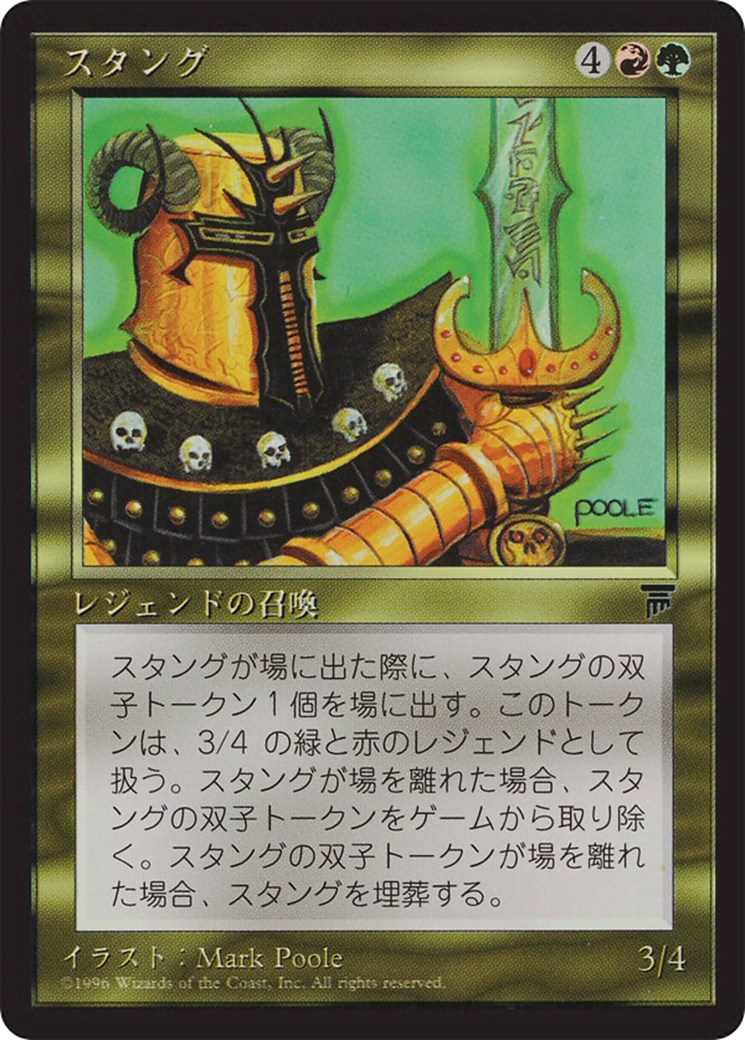 スタング
4
POOLE
レジェンドの召喚
スタングが場に出た際に、スタングの双
子トークン1個を場に出す。このトーク
ンは、3/4 の緑と赤のレジェンドとして
扱う。スタングが場を離れた場合、スタ
ングの双子トークンをゲームから取り除
く。スタングの双子トークンが場を離れ
た場合、スタングを埋葬する。
イラスト：Mark Poole
3/4
©1996 Wizards of the Coast, Inc. All rights reserved.